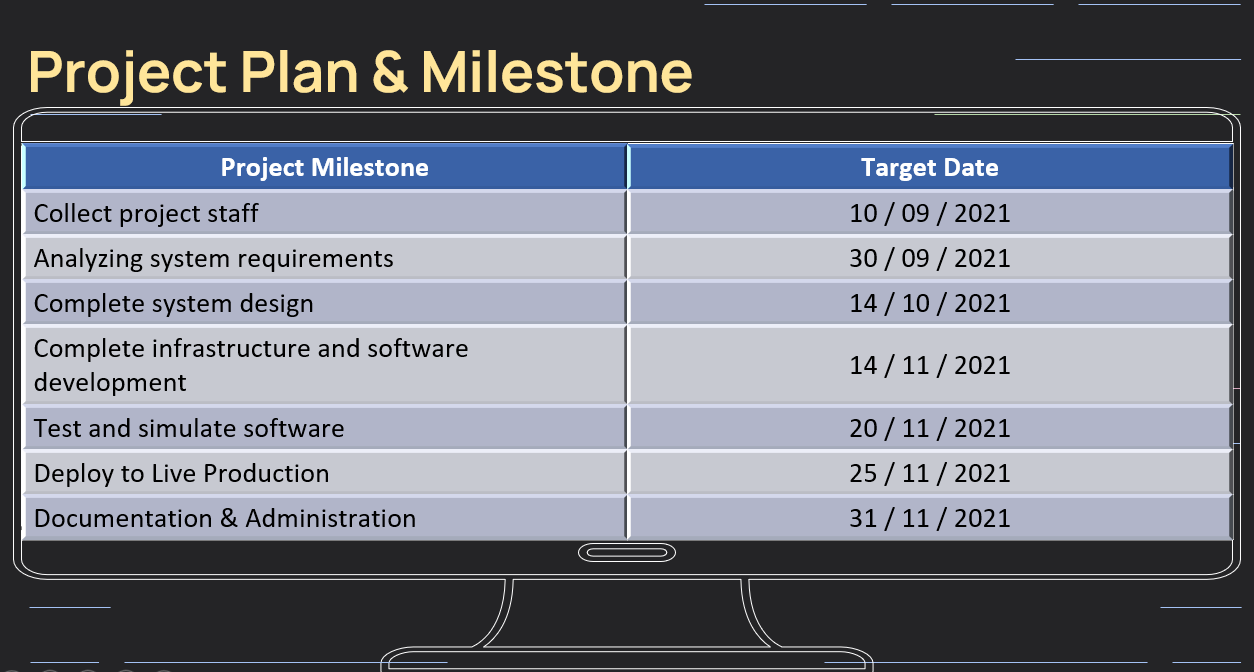 Project Plan & Milestone
Project Milestone
Target Date
Collect project staff
10 / 09 / 2021
Analyzing system requirements
30 / 09 / 2021
Complete system design
14 / 10 / 2021
Complete infrastructure and software
development
14 / 11 / 2021
Test and simulate software
20 / 11 / 2021
Deploy to Live Production
25 / 11 / 2021
Documentation & Administration
31 / 11 / 2021